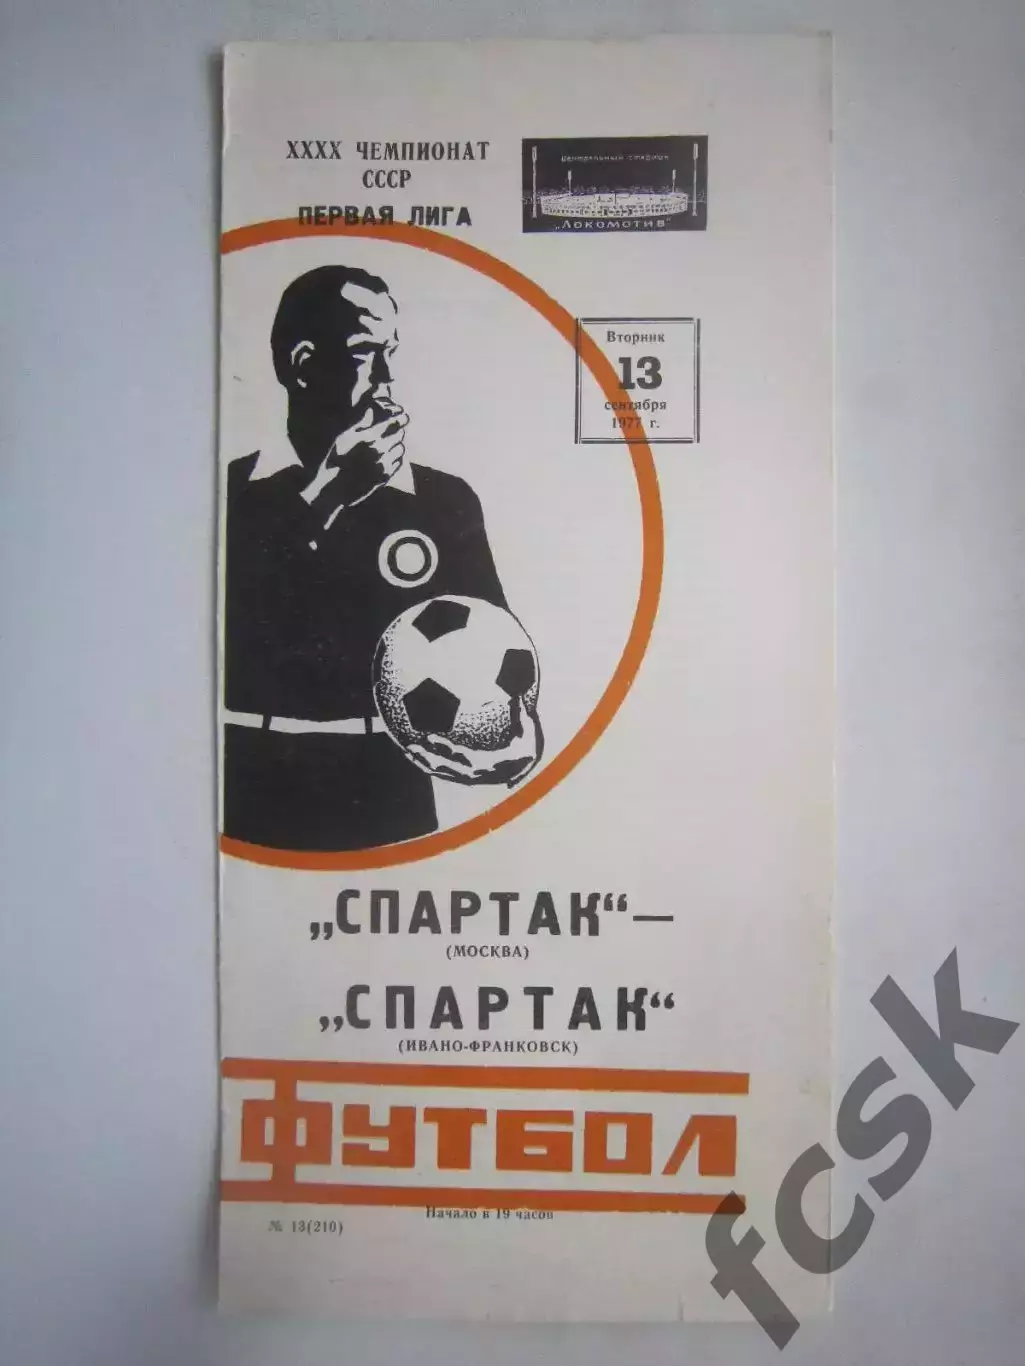 XXXX ЧЕМПИОНАТ
СССР
ПЕРВАЯ ЛИГА
ЦЕНТРАЛЬНЫЙ СТАДИОН
„ЛОКОМОТИВ"
Вторник
13
сентября
1977 г.
„СПАРТАК“—
(МОСКВА)
„СПАРТАК“
(ИВАНО-ФРАНКОВСК)
ФУТБОЛ
Начало в 19 часов
№ 13(210)
fcsk